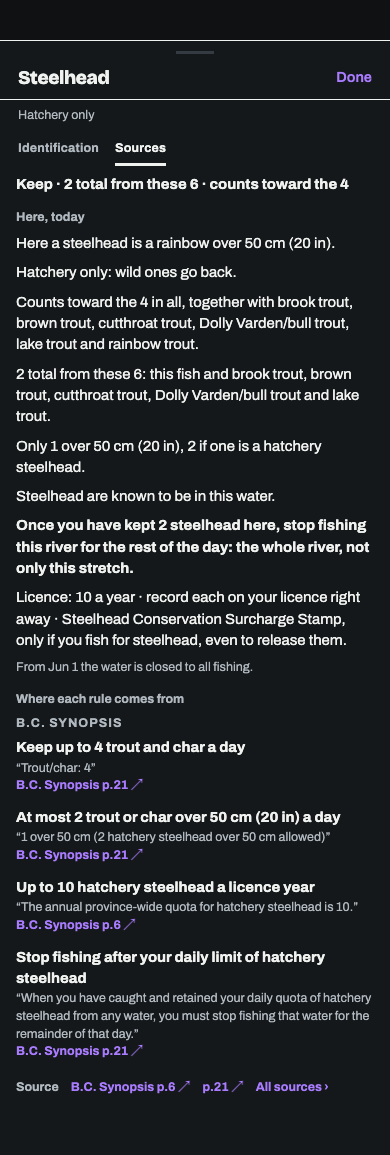 Steelhead
Done
Hatchery only
Identification Sources
Keep · 2 total from these 6 · counts toward the 4
Here, today
Here a steelhead is a rainbow over 50 cm (20 in).
Hatchery only: wild ones go back.
Counts toward the 4 in all, together with brook trout,
brown trout, cutthroat trout, Dolly Varden/bull trout,
lake trout and rainbow trout.
2 total from these 6: this fish and brook trout, brown
trout, cutthroat trout, Dolly Varden/bull trout and lake
trout.
Only 1 over 50 cm (20 in), 2 if one is a hatchery
steelhead.
Steelhead are known to be in this water.
Once you have kept 2 steelhead here, stop fishing
this river for the rest of the day: the whole river, not
only this stretch.
Licence: 10 a year · record each on your licence right
away · Steelhead Conservation Surcharge Stamp,
only if you fish for steelhead, even to release them.
From Jun 1 the water is closed to all fishing.
Where each rule comes from
B.C. SYNOPSIS
Keep up to 4 trout and char a day
“Trout/char: 4”
B.C. Synopsis p.21 ↗
At most 2 trout or char over 50 cm (20 in) a day
“1 over 50 cm (2 hatchery steelhead over 50 cm allowed)”
B.C. Synopsis p.21 ↗
Up to 10 hatchery steelhead a licence year
“The annual province-wide quota for hatchery steelhead is 10.”
B.C. Synopsis p.6 ↗
Stop fishing after your daily limit of hatchery
steelhead
“When you have caught and retained your daily quota of hatchery
steelhead from any water, you must stop fishing that water for the
remainder of that day.”
B.C. Synopsis p.21 ↗
Source B.C. Synopsis p.6 ↗ p.21 ↗ All sources ›